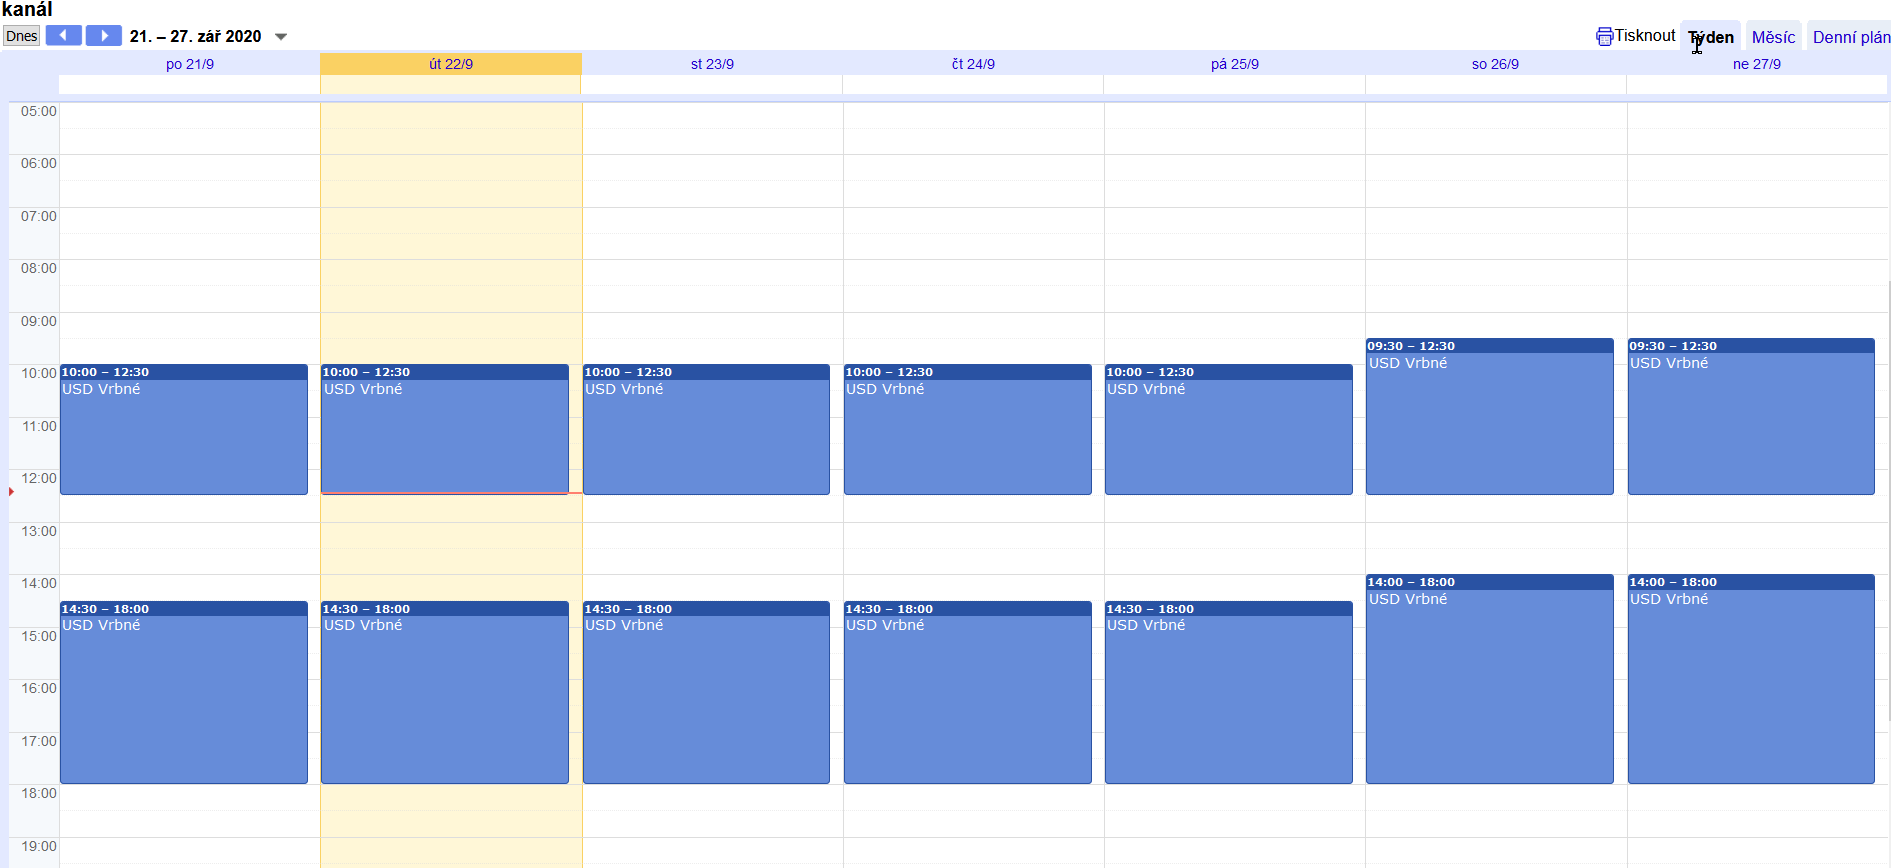 kanál
Dnes 21. – 27. zář 2020 Tisknout Týden Měsíc Denní plán
po 21/9 út 22/9 st 23/9 čt 24/9 pá 25/9 so 26/9 ne 27/9
05:00
06:00
07:00
08:00
09:00
09:30 – 12:30 09:30 – 12:30
USD Vrbné USD Vrbné
10:00 10:00 – 12:30 10:00 – 12:30 10:00 – 12:30 10:00 – 12:30 10:00 – 12:30
USD Vrbné USD Vrbné USD Vrbné USD Vrbné USD Vrbné
11:00
12:00
13:00
14:00 14:00 – 18:00 14:00 – 18:00
USD Vrbné USD Vrbné
14:30 – 18:00 14:30 – 18:00 14:30 – 18:00 14:30 – 18:00 14:30 – 18:00
USD Vrbné USD Vrbné USD Vrbné USD Vrbné USD Vrbné
15:00
16:00
17:00
18:00
19:00